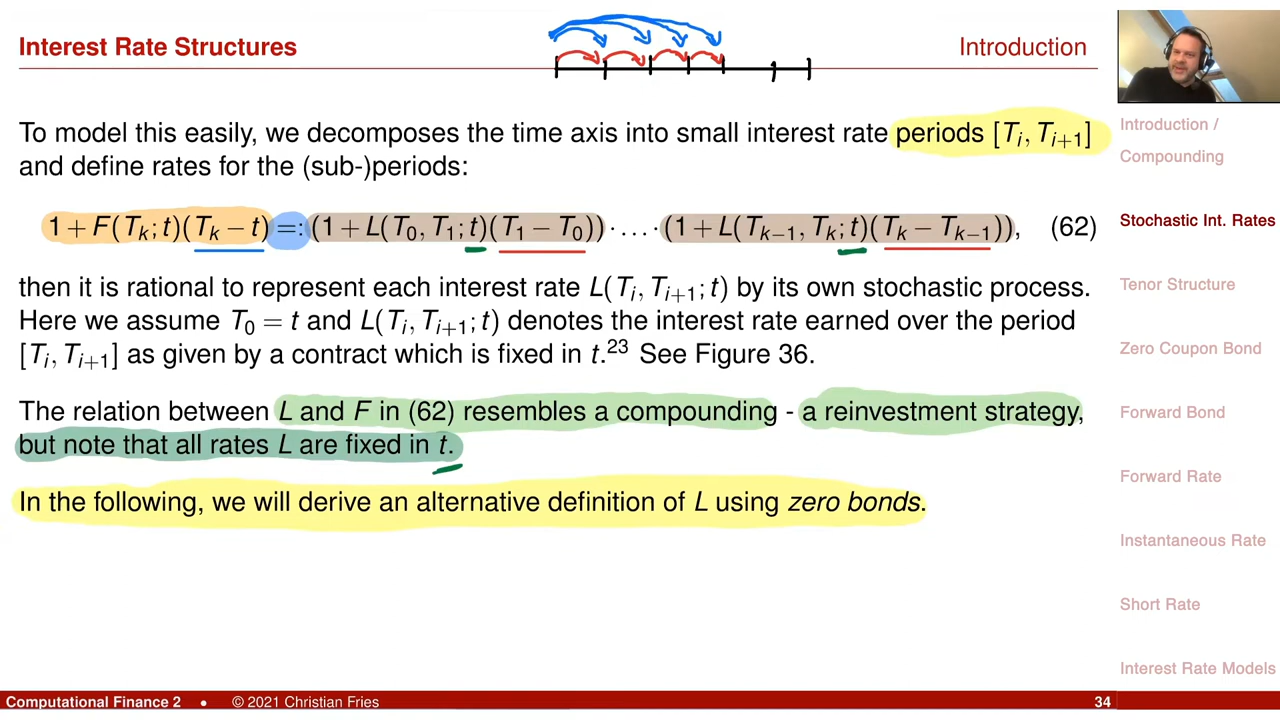 Interest Rate Structures
Introduction
To model this easily, we decomposes the time axis into small interest rate periods [T_i, T_{i+1}]
and define rates for the (sub-)periods:
1 + F(T_k; t)(T_k − t) =: (1 + L(T_0, T_1; t)(T_1 − T_0)) · … · (1 + L(T_{k−1}, T_k; t)(T_k − T_{k−1})), (62)
then it is rational to represent each interest rate L(T_i, T_{i+1}; t) by its own stochastic process.
Here we assume T_0 = t and L(T_i, T_{i+1}; t) denotes the interest rate earned over the period
[T_i, T_{i+1}] as given by a contract which is fixed in t.²³ See Figure 36.
The relation between L and F in (62) resembles a compounding - a reinvestment strategy,
but note that all rates L are fixed in t.
In the following, we will derive an alternative definition of L using zero bonds.
Introduction /
Compounding
Stochastic Int. Rates
Tenor Structure
Zero Coupon Bond
Forward Bond
Forward Rate
Instantaneous Rate
Short Rate
Interest Rate Models
Computational Finance 2 • © 2021 Christian Fries 34